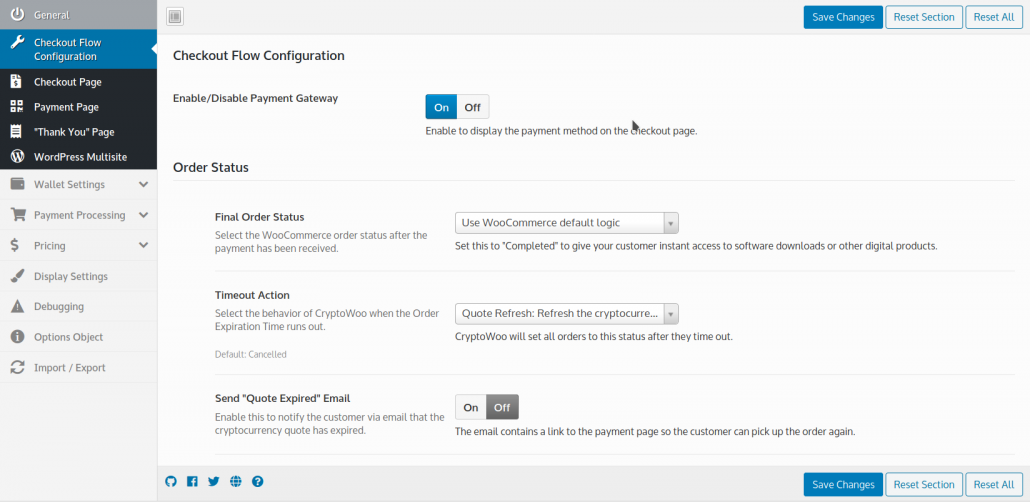 General
Checkout Flow
Configuration
Checkout Page
Payment Page
"Thank You" Page
WordPress Multisite
Wallet Settings
Payment Processing
Pricing
Display Settings
Debugging
Options Object
Import / Export
Save Changes
Reset Section
Reset All
Checkout Flow Configuration
Enable/Disable Payment Gateway
On Off
Enable to display the payment method on the checkout page.
Order Status
Final Order Status
Select the WooCommerce order status after the
payment has been received.
Use WooCommerce default logic
Set this to "Completed" to give your customer instant access to software downloads or other digital products.
Timeout Action
Select the behavior of CryptoWoo when the Order
Expiration Time runs out.
Default: Cancelled
Quote Refresh: Refresh the cryptocurre...
CryptoWoo will set all orders to this status after they time out.
Send "Quote Expired" Email
Enable this to notify the customer via email that the
cryptocurrency quote has expired.
On Off
The email contains a link to the payment page so the customer can pick up the order again.
Save Changes
Reset Section
Reset All